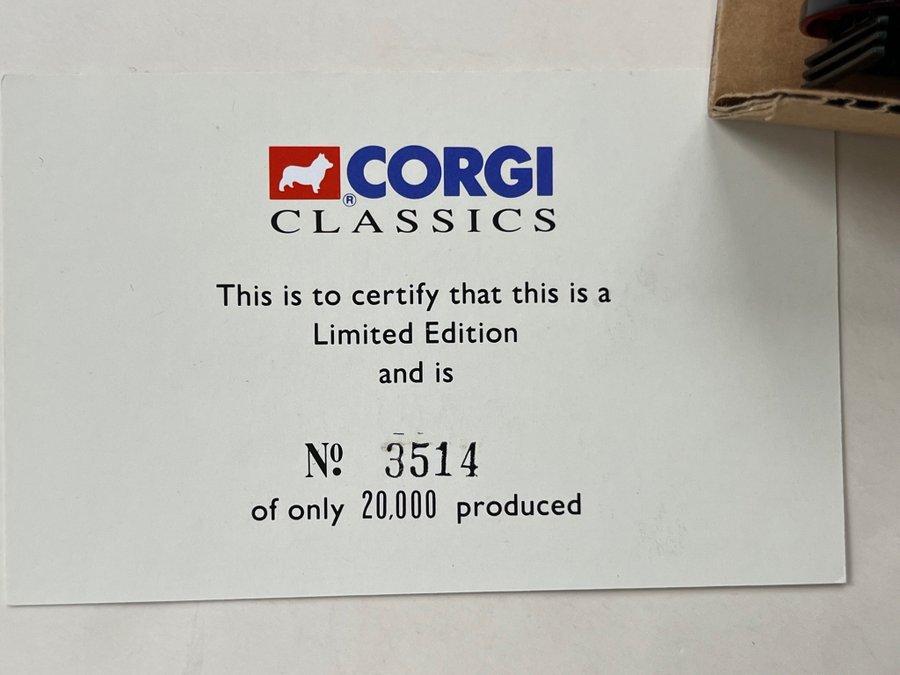 CORGI
®
CLASSICS
This is to certify that this is a
Limited Edition
and is
Nº. 3514
of only 20,000 produced